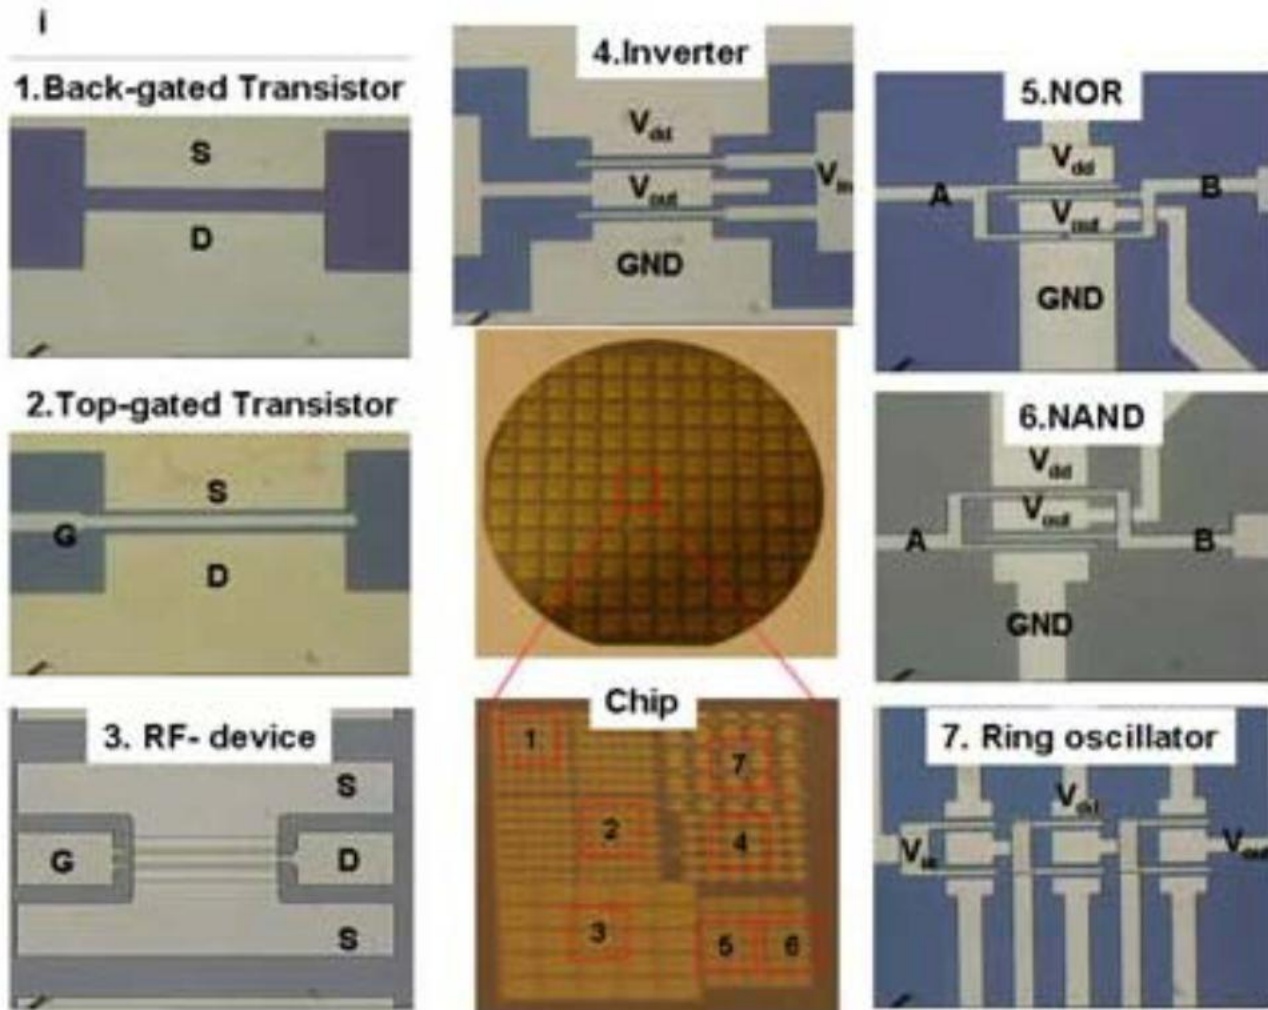 i
1.Back-gated Transistor
S
D
2.Top-gated Transistor
S
G
D
3. RF- device
S
G
D
S
4.Inverter
Vdd
Vin
Vout
GND
Chip
1
7
2
4
3
5
6
5.NOR
Vdd
A
B
Vout
GND
6.NAND
Vdd
Vout
A
B
GND
7. Ring oscillator
Vdd
Vin
Vout